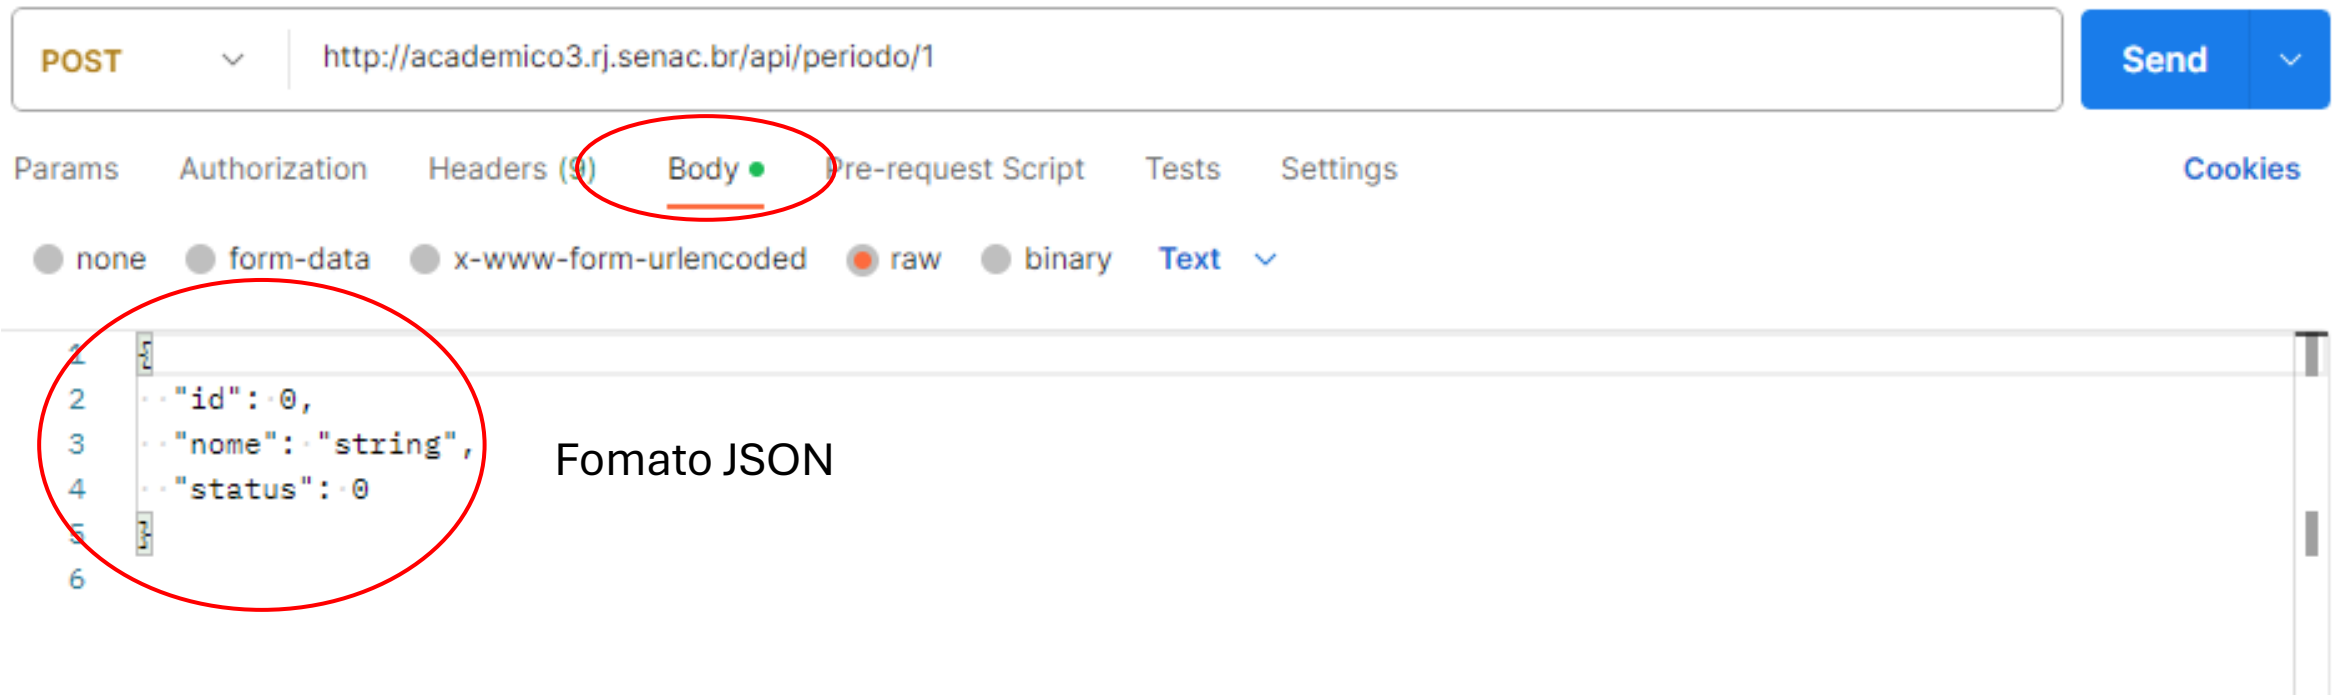 POST http://academico3.rj.senac.br/api/periodo/1 Send
Params Authorization Headers (9) Body Pre-request Script Tests Settings Cookies
none form-data x-www-form-urlencoded raw binary Text
1 {
2 "id": 0,
3 "nome": "string",
4 "status": 0
5 }
6
Fomato JSON